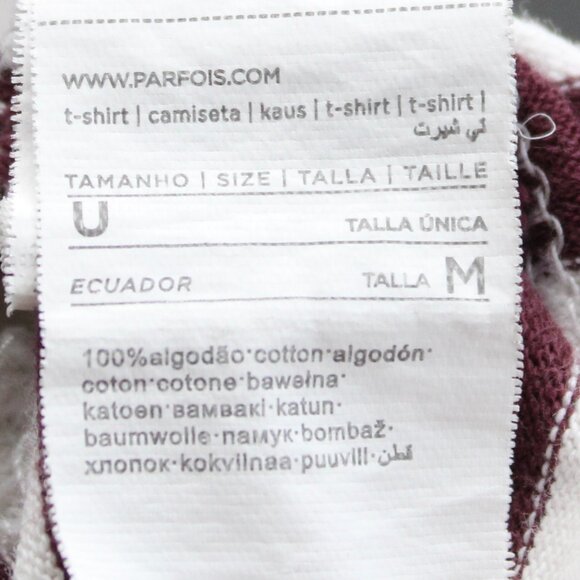 WWW.PARFOIS.COM
t-shirt | camiseta | kaus | t-shirt | t-shirt |
تي شيرت
TAMANHO | SIZE | TALLA | TAILLE
U TALLA ÚNICA
ECUADOR TALLA M
100%algodão·cotton·algodón·
coton·cotone·bawełna·
katoen·вамваkі·katun·
baumwolle·памук·bombaž·
хлопок·kokvilnaa·puuvill·قطن